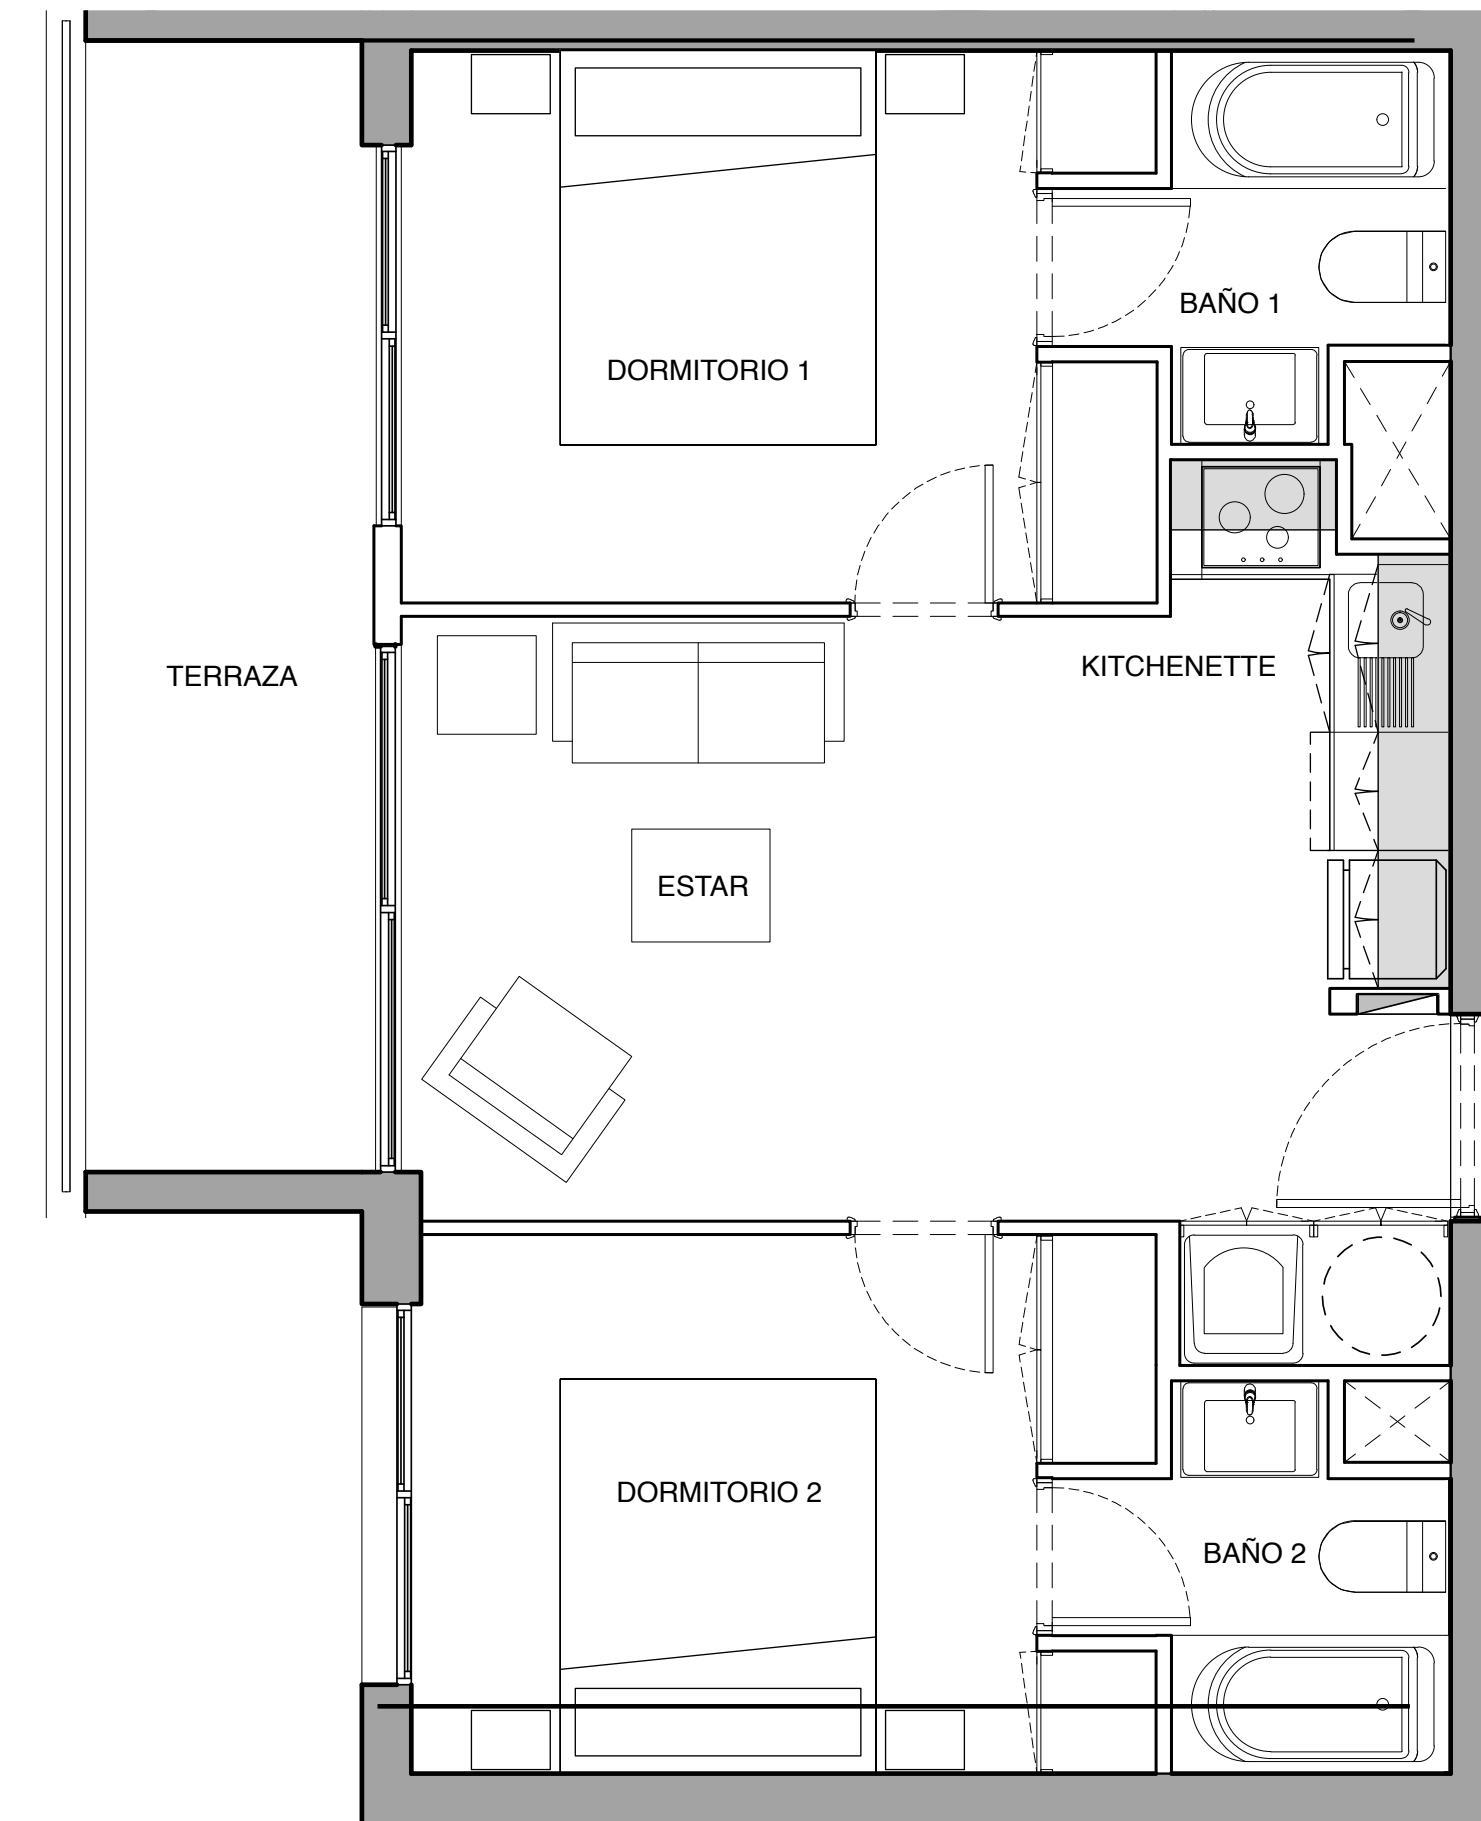 BAÑO 1
DORMITORIO 1
TERRAZA
KITCHENETTE
ESTAR
DORMITORIO 2
BAÑO 2